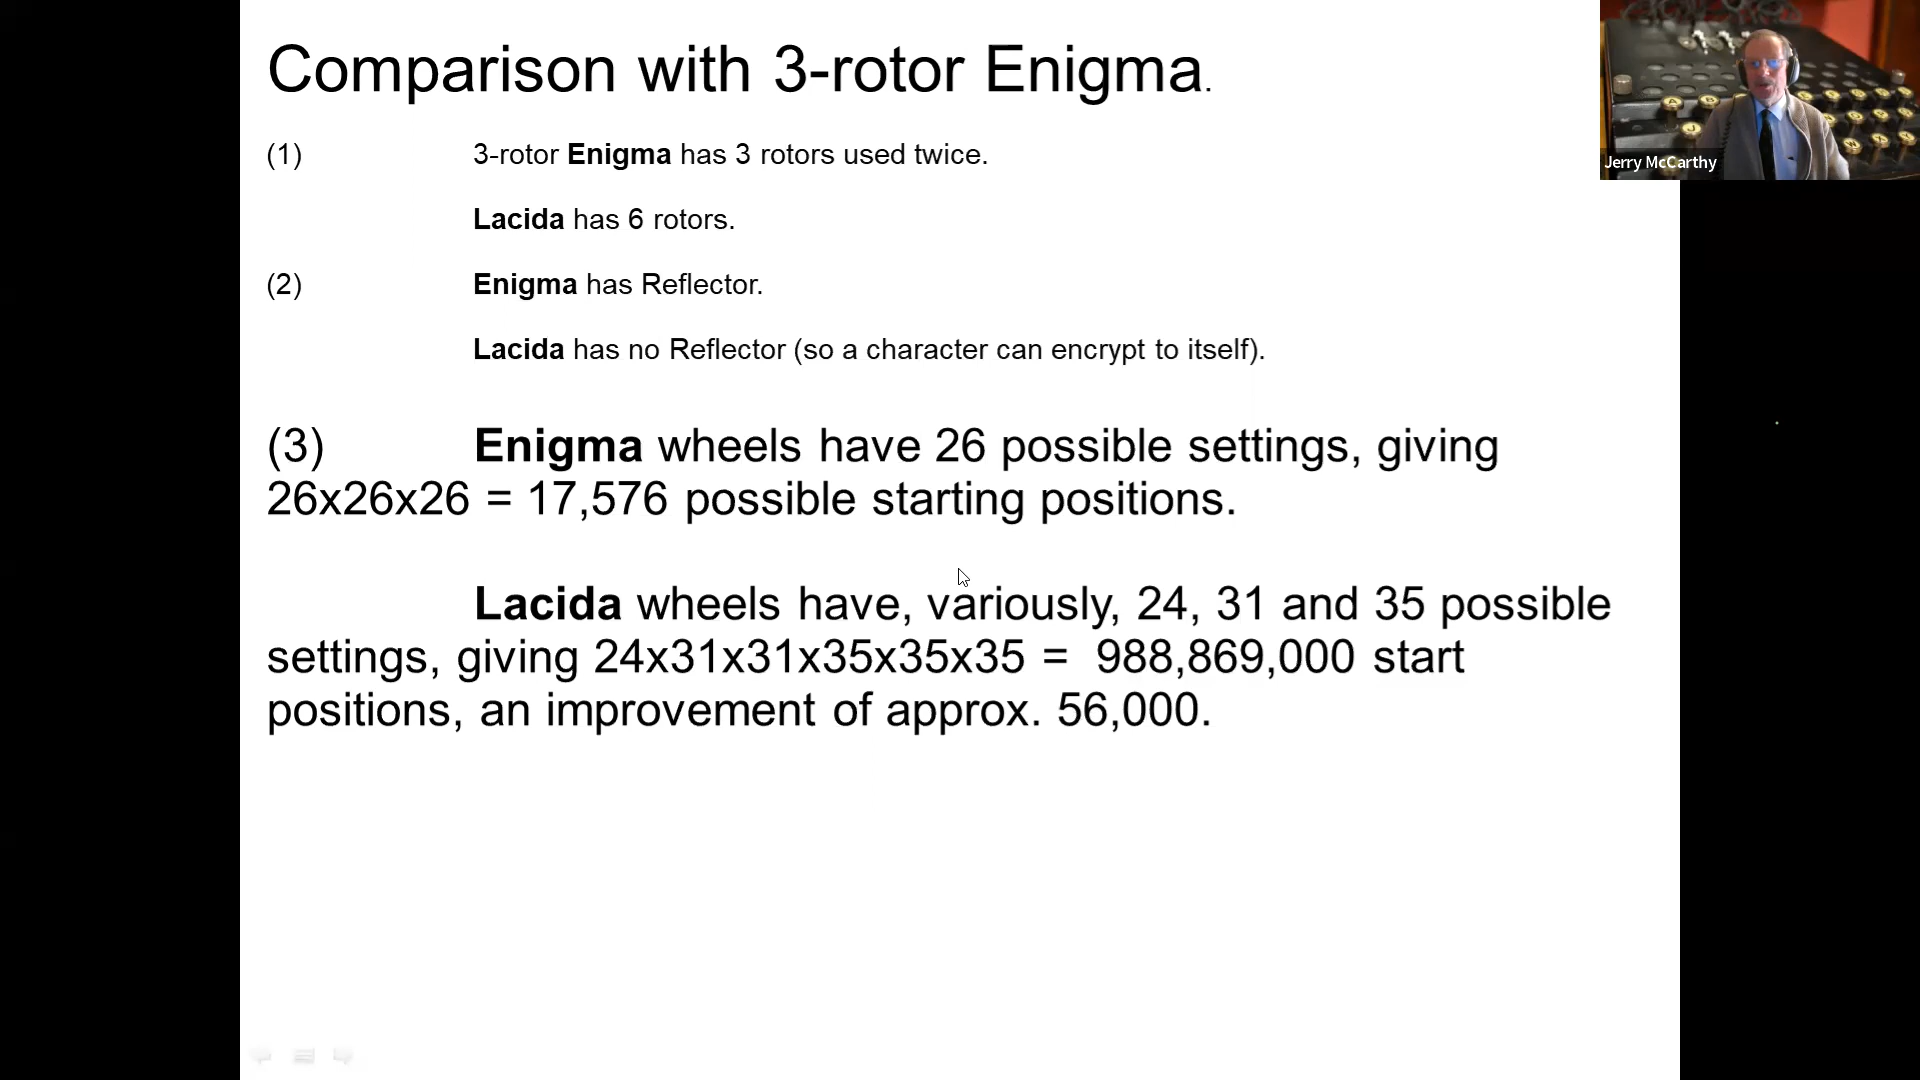 Comparison with 3-rotor Enigma.
(1) 3-rotor Enigma has 3 rotors used twice.
Lacida has 6 rotors.
(2) Enigma has Reflector.
Lacida has no Reflector (so a character can encrypt to itself).
(3) Enigma wheels have 26 possible settings, giving
26x26x26 = 17,576 possible starting positions.
Lacida wheels have, variously, 24, 31 and 35 possible
settings, giving 24x31x31x35x35x35 = 988,869,000 start
positions, an improvement of approx. 56,000.
Jerry McCarthy